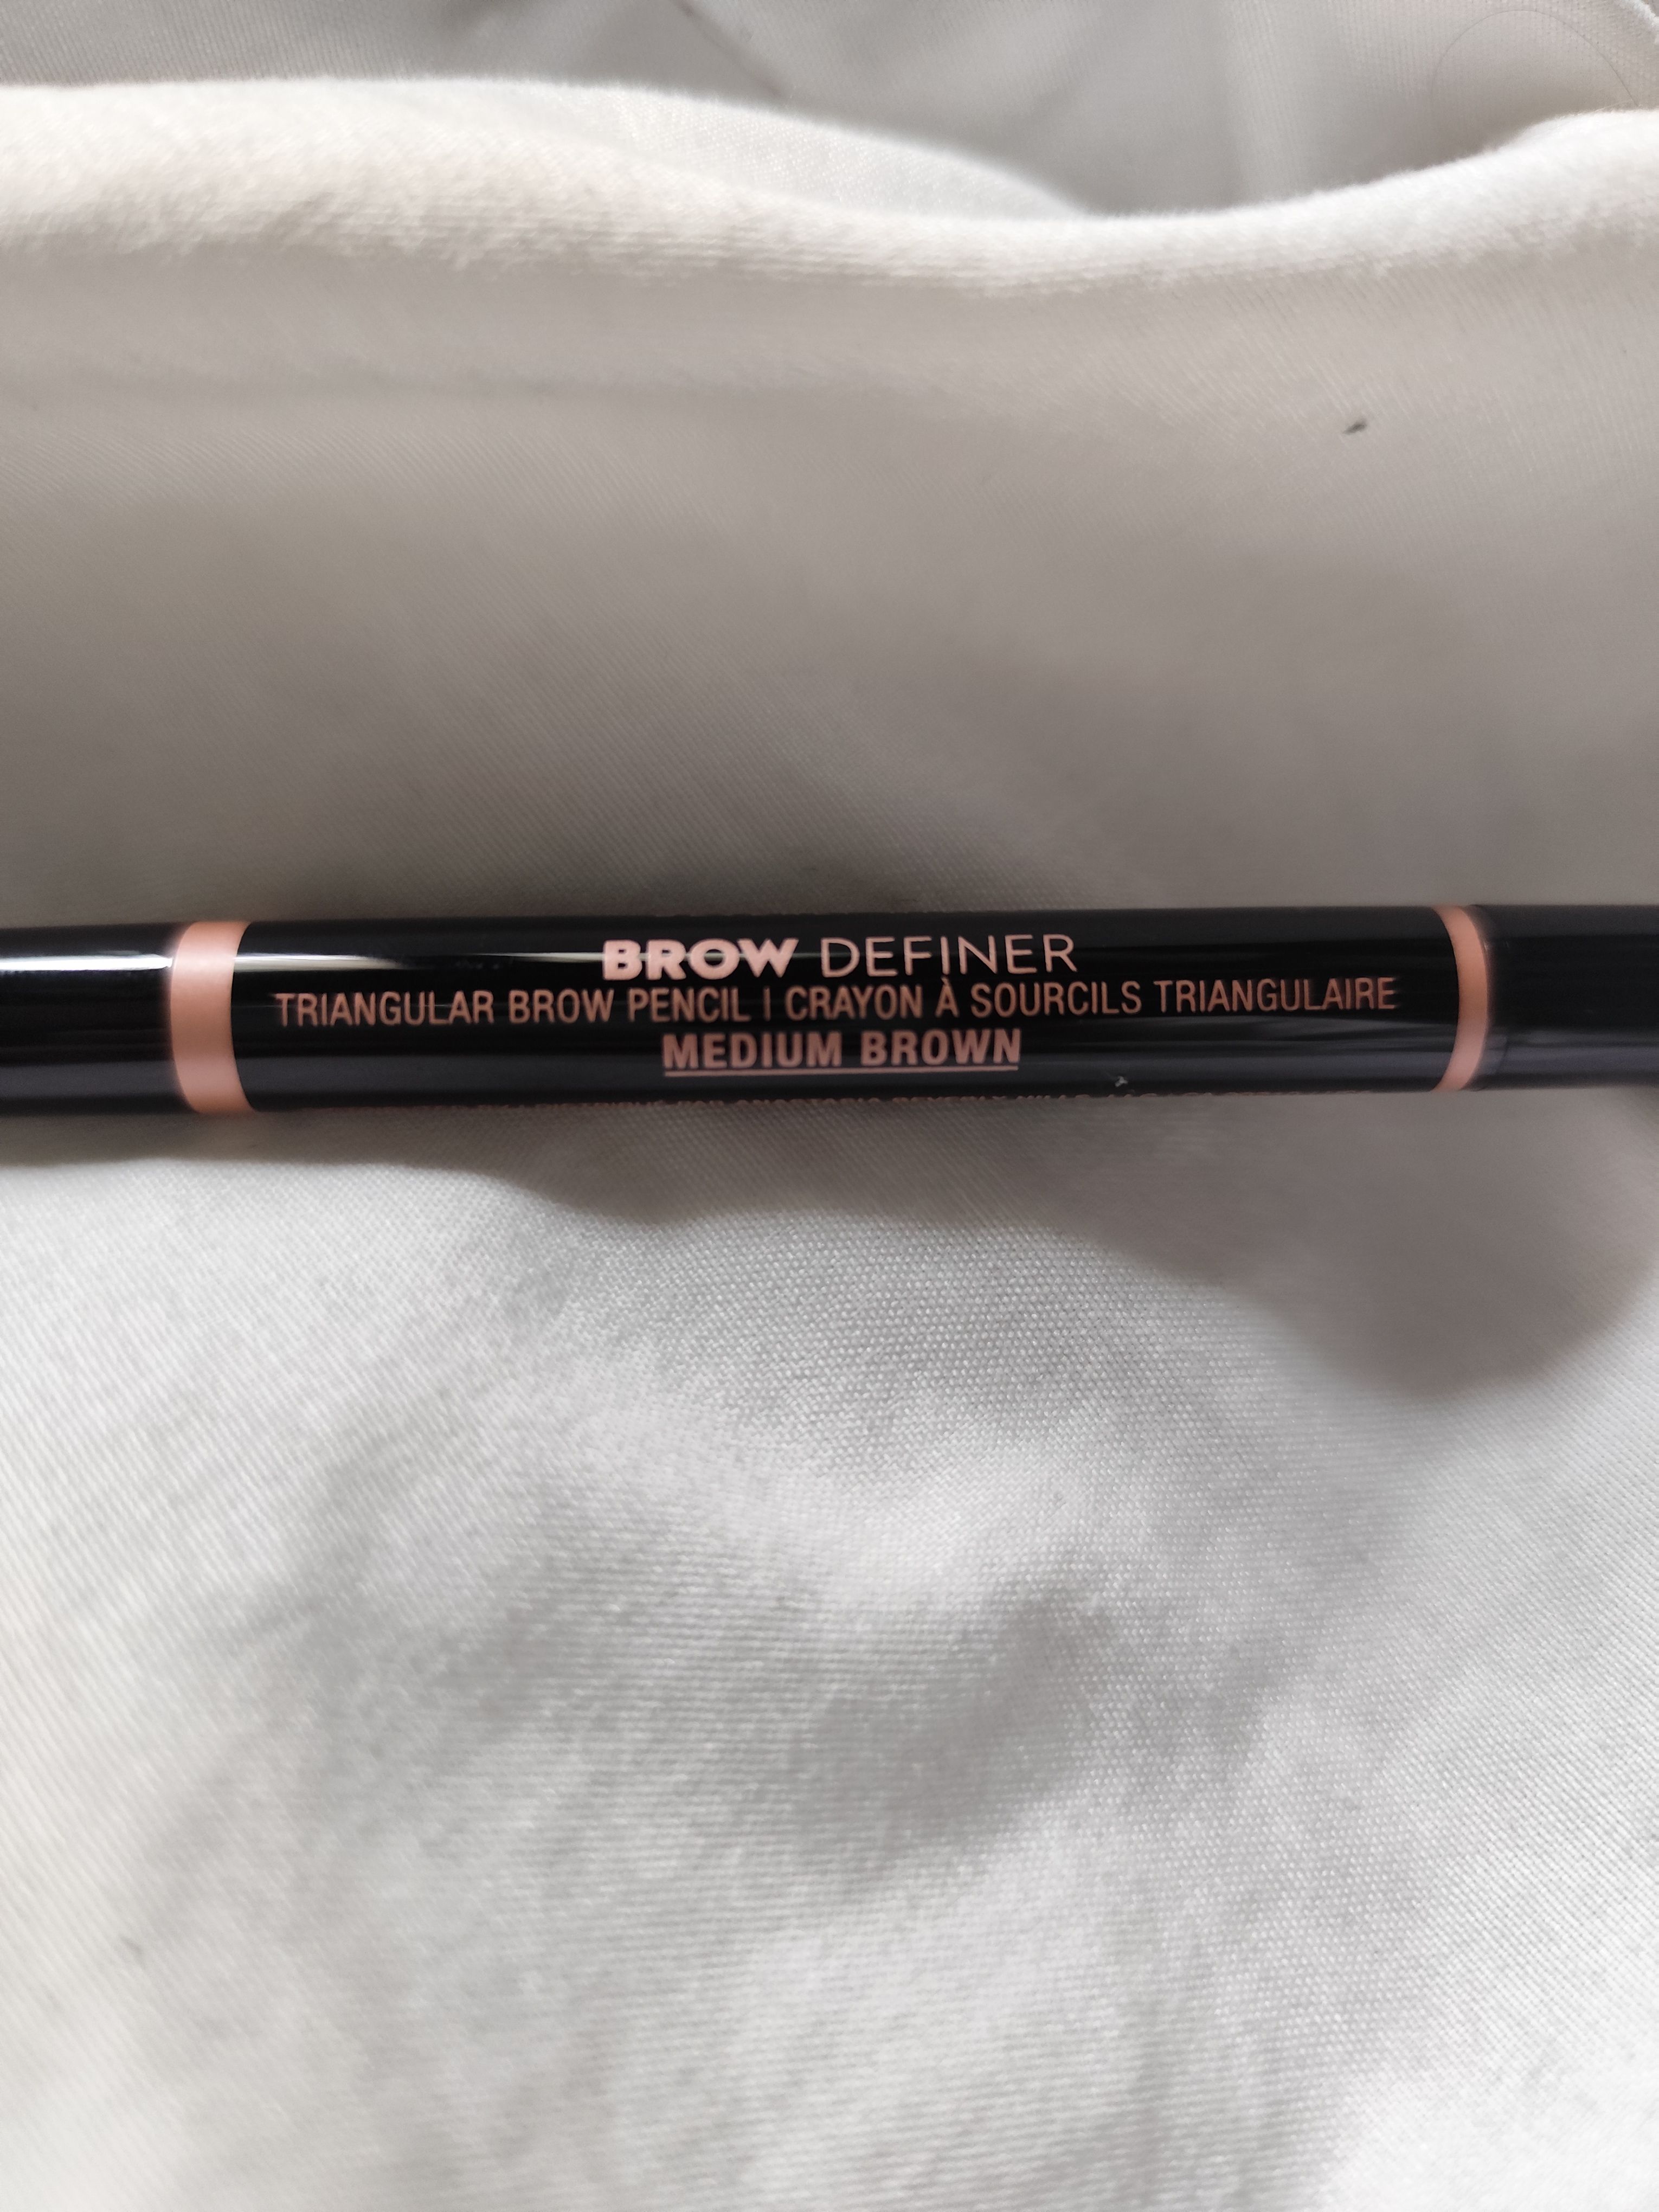 BROW DEFINER
TRIANGULAR BROW PENCIL | CRAYON À SOURCILS TRIANGULAIRE
MEDIUM BROWN